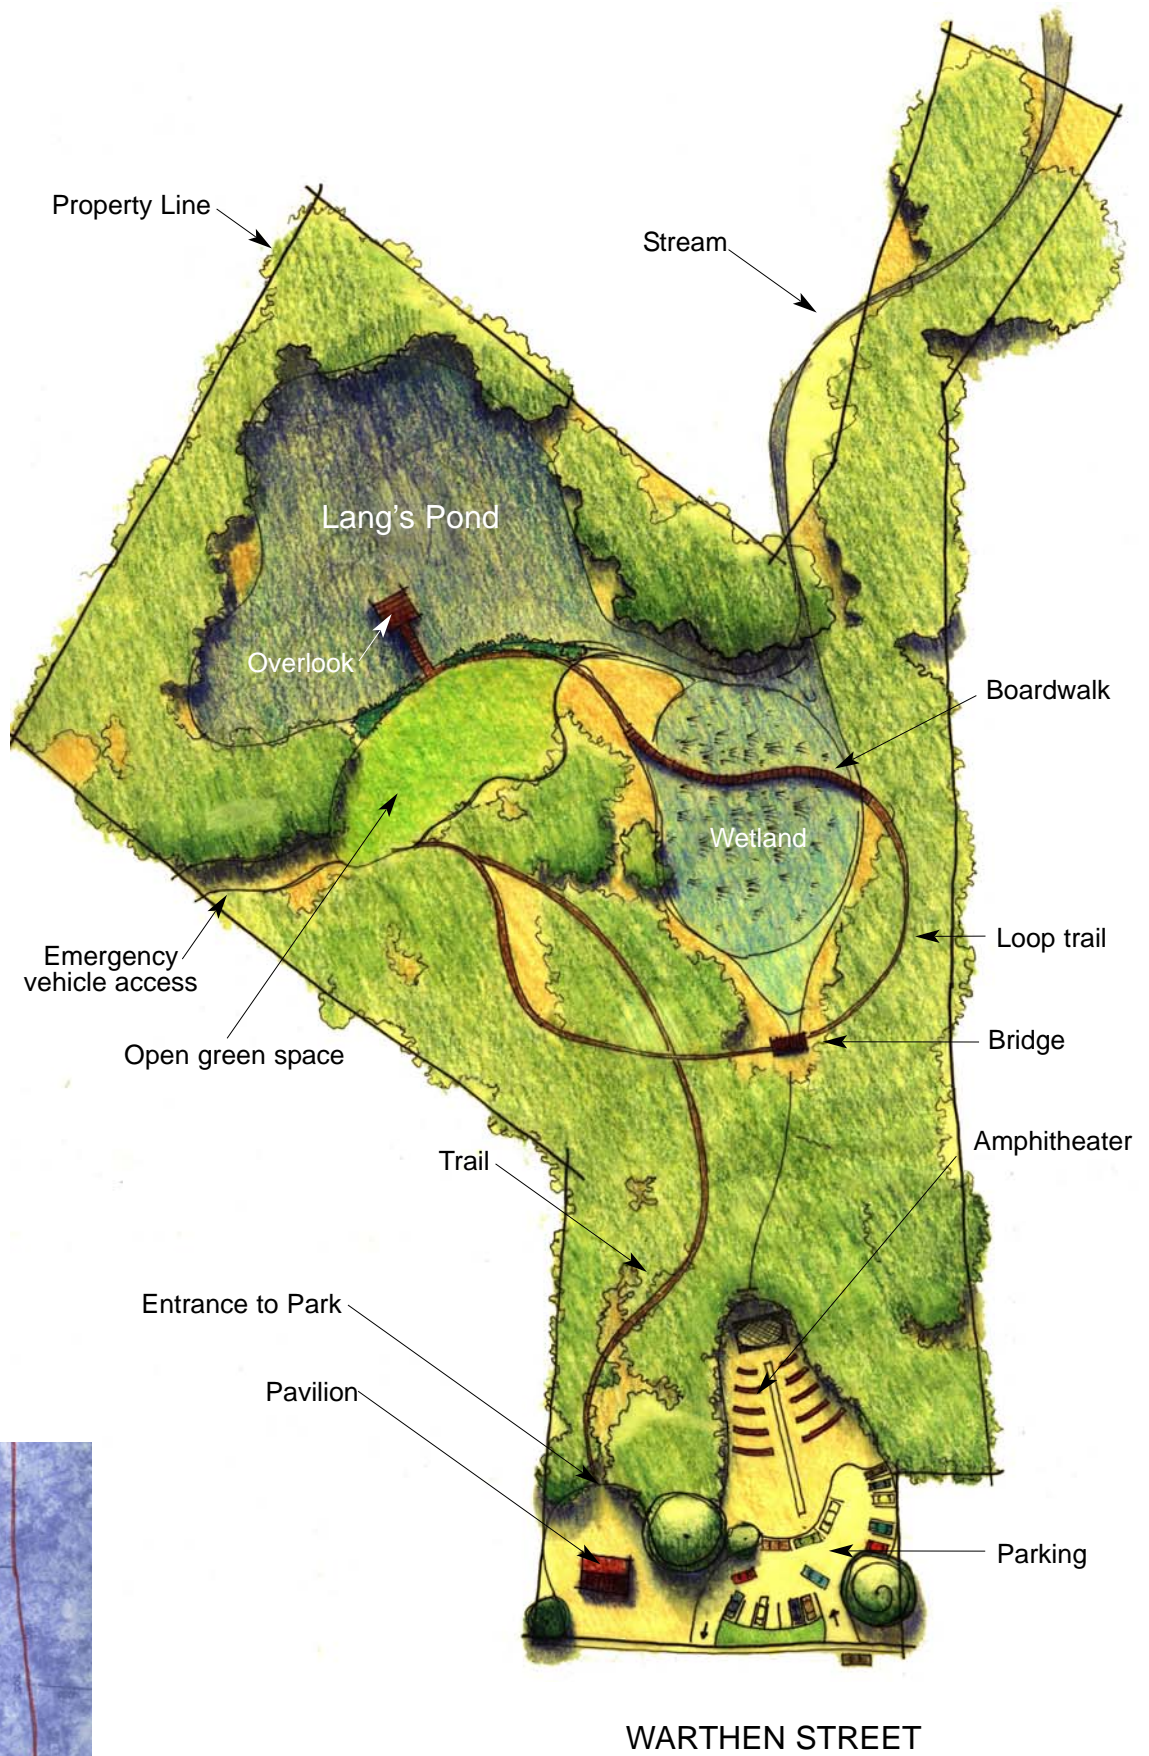 Property Line
Stream
Lang's Pond
Overlook
Boardwalk
Wetland
Loop trail
Emergency
vehicle access
Bridge
Open green space
Amphitheater
Trail
Entrance to Park
Pavilion
Parking
WARTHEN STREET